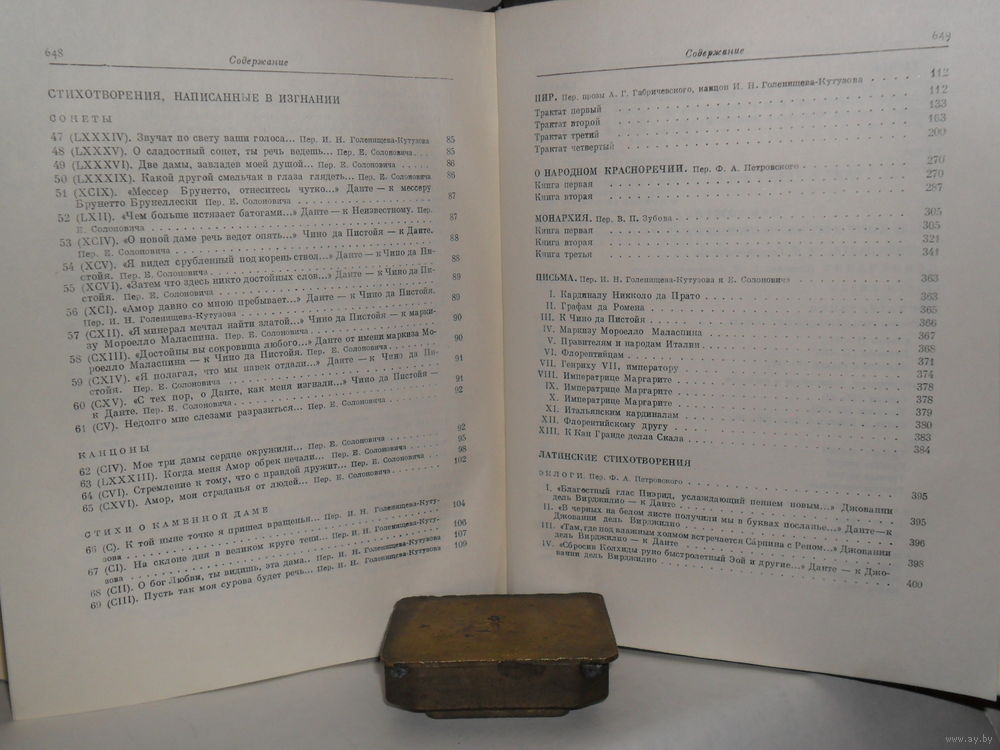 648
Содержание
СТИХОТВОРЕНИЯ, НАПИСАННЫЕ В ИЗГНАНИИ
СОНЕТЫ
47 (LXXXIV). Звучат по свету ваши голоса... Пер. И. Н. Голенищева-Кутузова 85
48 (LXXXV). О сладостный сонет, ты речь ведешь... Пер. Е. Солоновича 85
49 (LXXXVI). Две дамы, завладев моей душой... Пер. Е. Солоновича 86
50 (LXXXIX). Какой другой смельчак в глаза глядеть... Пер. Е. Солоновича 86
51 (XCIX). «Мессер Брунетто, отнеситесь чутко...» Данте — к мессеру
Брунетто Брунеллески Пер. Е. Солоновича 87
52 (LXII). «Чем больше истязает батогами...» Данте — к Неизвестному. Пер.
Е. Солоновича 87
53 (XCIV). «О новой даме речь ведет опять...» Чино да Пистойя — к Данте.
Пер. Е. Солоновича 88
54 (XCV). «Я видел срубленный под корень ствол...» Данте — к Чино да Пи-
стойя. Пер. Е. Солоновича 88
55 (XCVI). «Затем что здесь никто достойных слов...» Данте — к Чино да Пи-
стойя. Пер. Е. Солоновича 89
56 (XCI). «Амор давно со мною пребывает...» Данте — к Чино да Пистойя.
Пер. И. Н. Голенищева-Кутузова 89
57 (CXII). «Я минерал мечтал найти златой...» Чино да Пистойя — к марки-
зу Мороелло Маласпина. Пер. Е. Солоновича 90
58 (CXIII). «Достойны вы сокровища любого...» Данте от имени маркиза Мо-
роелло Маласпина — к Чино да Пистойя. Пер. Е. Солоновича 90
59 (CXIV). «Я полагал, что мы навек отдали...» Данте — к Чино да Пи-
стойя. Пер. Е. Солоновича 91
60 (CXV). «С тех пор, о Данте, как меня изгнали...» Чино да Пистойя —
к Данте. Пер. Е. Солоновича 91
61 (CV). Недолго мне слезами разразиться... Пер. Е. Солоновича 92
КАНЦОНЫ
62 (CIV). Мое три дамы сердце окружили... Пер. Е. Солоновича 92
63 (LXXXIII). Когда меня Амор обрек печали... Пер. Е. Солоновича 95
64 (CVI). Стремление к тому, что с правдой дружит... Пер. Е. Солоновича 98
65 (CXVI). Амор, мои страданья от людей... Пер. Е. Солоновича 102
СТИХИ О КАМЕННОЙ ДАМЕ
66 (C). К той ныне точке я пришел вращенья... Пер. И. Н. Голенищева-Куту-
зова 104
67 (CI). На склоне дня в великом круге тени... Пер. И. Н. Голенищева-Куту-
зова 106
68 (CII). О бог Любви, ты видишь, эта дама... Пер. И. Н. Голенищева-Кутузова 107
69 (CIII). Пусть так моя сурова будет речь... Пер. И. Н. Голенищева-Кутузова 109
649
Содержание
ПИР. Пер. прозы А. Г. Габричевского, канцон И. Н. Голенищева-Кутузова 112
Трактат первый 112
Трактат второй 133
Трактат третий 163
Трактат четвертый 200
О НАРОДНОМ КРАСНОРЕЧИИ. Пер. Ф. А. Петровского 270
Книга первая 270
Книга вторая 287
МОНАРХИЯ. Пер. В. П. Зубова 305
Книга первая 305
Книга вторая 321
Книга третья 341
ПИСЬМА. Пер. И. Н. Голенищева-Кутузова и Е. Солоновича 363
I. Кардиналу Никколо да Прато 363
II. Графам да Ромена 365
III. К Чино да Пистойя 366
IV. Маркизу Мороелло Маласпина 367
V. Правителям и народам Италии 368
VI. Флорентийцам 371
VII. Генриху VII, императору 374
VIII. Императрице Маргарите 378
IX. Императрице Маргарите 378
X. Императрице Маргарите 379
XI. Итальянским кардиналам 380
XII. Флорентийскому другу 383
XIII. К Кан Гранде делла Скала 384
ЛАТИНСКИЕ СТИХОТВОРЕНИЯ
ЭКЛОГИ. Пер. Ф. А. Петровского 395
I. «Благостный глас Пиэрид, услаждающий пением новым...» Джованни
дель Вирджилио — к Данте 395
II. «В черных на белом листе получили мы в буквах посланье...» Данте — к
Джованни дель Вирджилио 396
III. «Там, где под влажным холмом встречается Сарпина с Реном...» Джованни
дель Вирджилио — к Данте 398
IV. «Сбросив Колхиды руно быстролетный Эой и другие...» Данте — к Джо-
ванни дель Вирджилио 400
www.ay.by